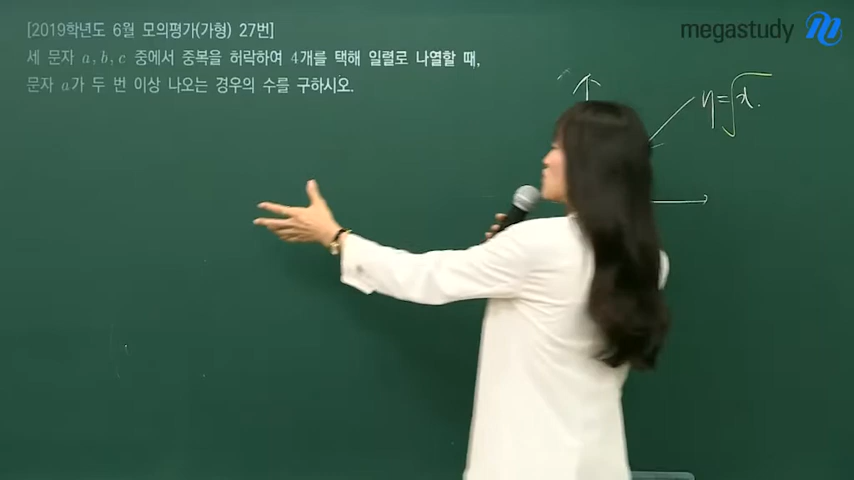 [2019학년도 6월 모의평가(가형) 27번]
세 문자 a, b, c 중에서 중복을 허락하여 4개를 택해 일렬로 나열할 때,
문자 a가 두 번 이상 나오는 경우의 수를 구하시오.
megastudy
y=√x.